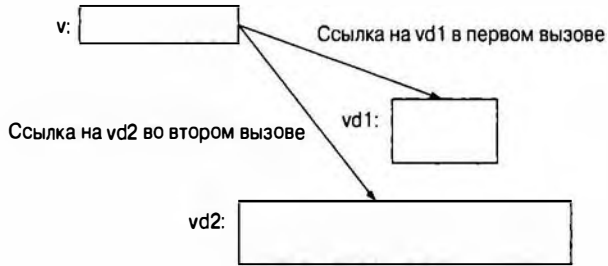 v:
Ссылка на vd1 в первом вызове
vd1:
Ссылка на vd2 во втором вызове
vd2: